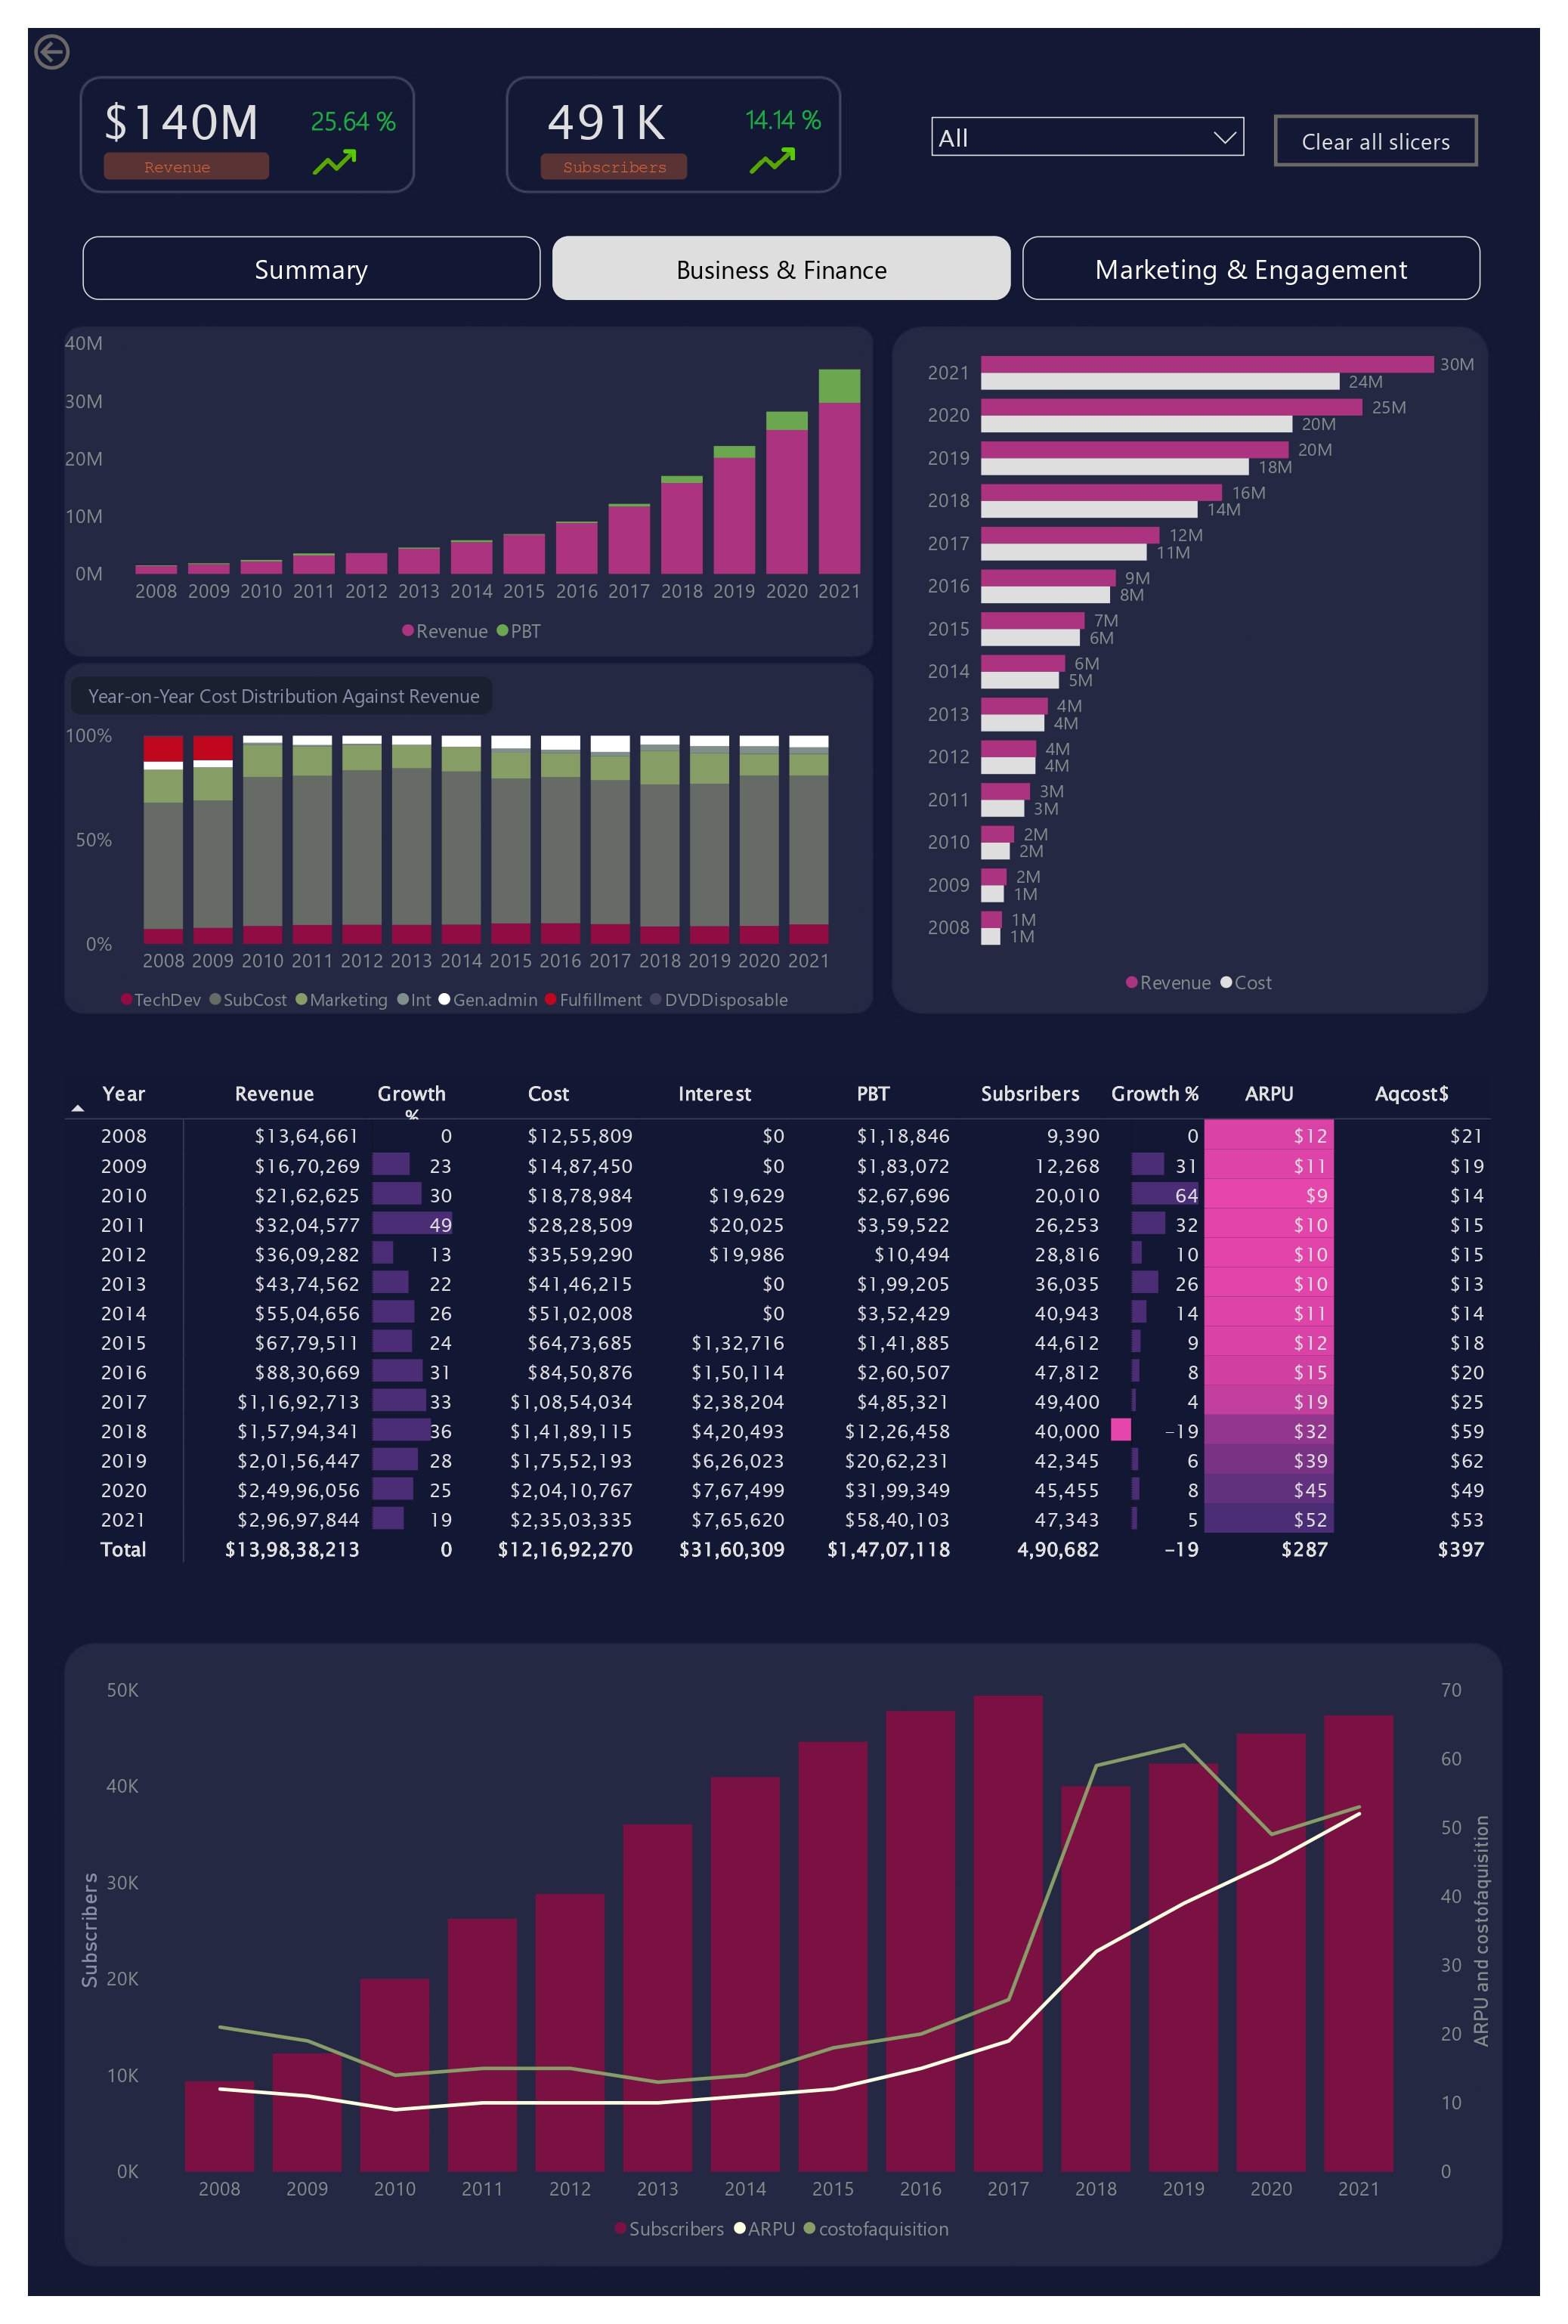 $140M
25.64 %
Revenue
491K
14.14 %
Subscribers
All
Clear all slicers
Summary
Business & Finance
Marketing & Engagement
40M
30M
20M
10M
0M
2008 2009 2010 2011 2012 2013 2014 2015 2016 2017 2018 2019 2020 2021
Revenue PBT
Year-on-Year Cost Distribution Against Revenue
100%
50%
0%
2008 2009 2010 2011 2012 2013 2014 2015 2016 2017 2018 2019 2020 2021
TechDev SubCost Marketing Int Gen.admin Fulfillment DVDDisposable
2021 30M
24M
2020 25M
20M
2019 20M
18M
2018 16M
14M
2017 12M
11M
2016 9M
8M
2015 7M
6M
2014 6M
5M
2013 4M
4M
2012 4M
4M
2011 3M
3M
2010 2M
2M
2009 2M
1M
2008 1M
1M
Revenue Cost
Year Revenue Growth % Cost Interest PBT Subsribers Growth % ARPU Aqcost$
2008 $13,64,661 0 $12,55,809 $0 $1,18,846 9,390 0 $12 $21
2009 $16,70,269 23 $14,87,450 $0 $1,83,072 12,268 31 $11 $19
2010 $21,62,625 30 $18,78,984 $19,629 $2,67,696 20,010 64 $9 $14
2011 $32,04,577 49 $28,28,509 $20,025 $3,59,522 26,253 32 $10 $15
2012 $36,09,282 13 $35,59,290 $19,986 $10,494 28,816 10 $10 $15
2013 $43,74,562 22 $41,46,215 $0 $1,99,205 36,035 26 $10 $13
2014 $55,04,656 26 $51,02,008 $0 $3,52,429 40,943 14 $11 $14
2015 $67,79,511 24 $64,73,685 $1,32,716 $1,41,885 44,612 9 $12 $18
2016 $88,30,669 31 $84,50,876 $1,50,114 $2,60,507 47,812 8 $15 $20
2017 $1,16,92,713 33 $1,08,54,034 $2,38,204 $4,85,321 49,400 4 $19 $25
2018 $1,57,94,341 36 $1,41,89,115 $4,20,493 $12,26,458 40,000 -19 $32 $59
2019 $2,01,56,447 28 $1,75,52,193 $6,26,023 $20,62,231 42,345 6 $39 $62
2020 $2,49,96,056 25 $2,04,10,767 $7,67,499 $31,99,349 45,455 8 $45 $49
2021 $2,96,97,844 19 $2,35,03,335 $7,65,620 $58,40,103 47,343 5 $52 $53
Total $13,98,38,213 0 $12,16,92,270 $31,60,309 $1,47,07,118 4,90,682 -19 $287 $397
Subscribers
50K
40K
30K
20K
10K
0K
70
60
50
40
30
20
10
0
ARPU and costofaquisition
2008 2009 2010 2011 2012 2013 2014 2015 2016 2017 2018 2019 2020 2021
Subscribers ARPU costofaquisition